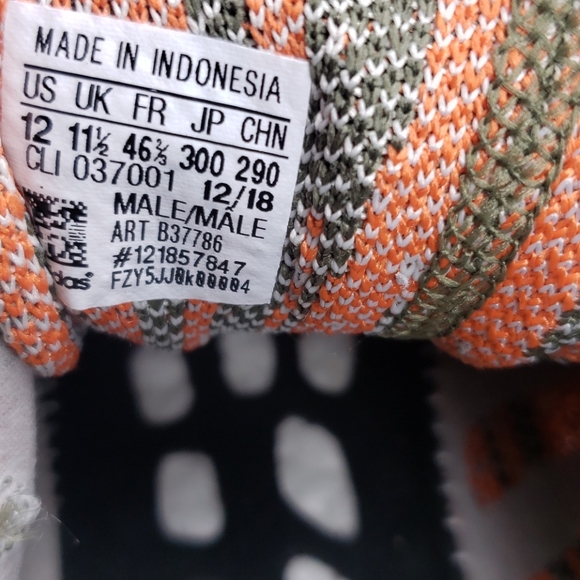 MADE IN INDONESIA
US UK FR JP CHN
12 11½ 46⅔ 300 290
CLI 037001 12/18
MALE/MÂLE
ART B37786
#121857847
FZY5JJ0k00004
das®